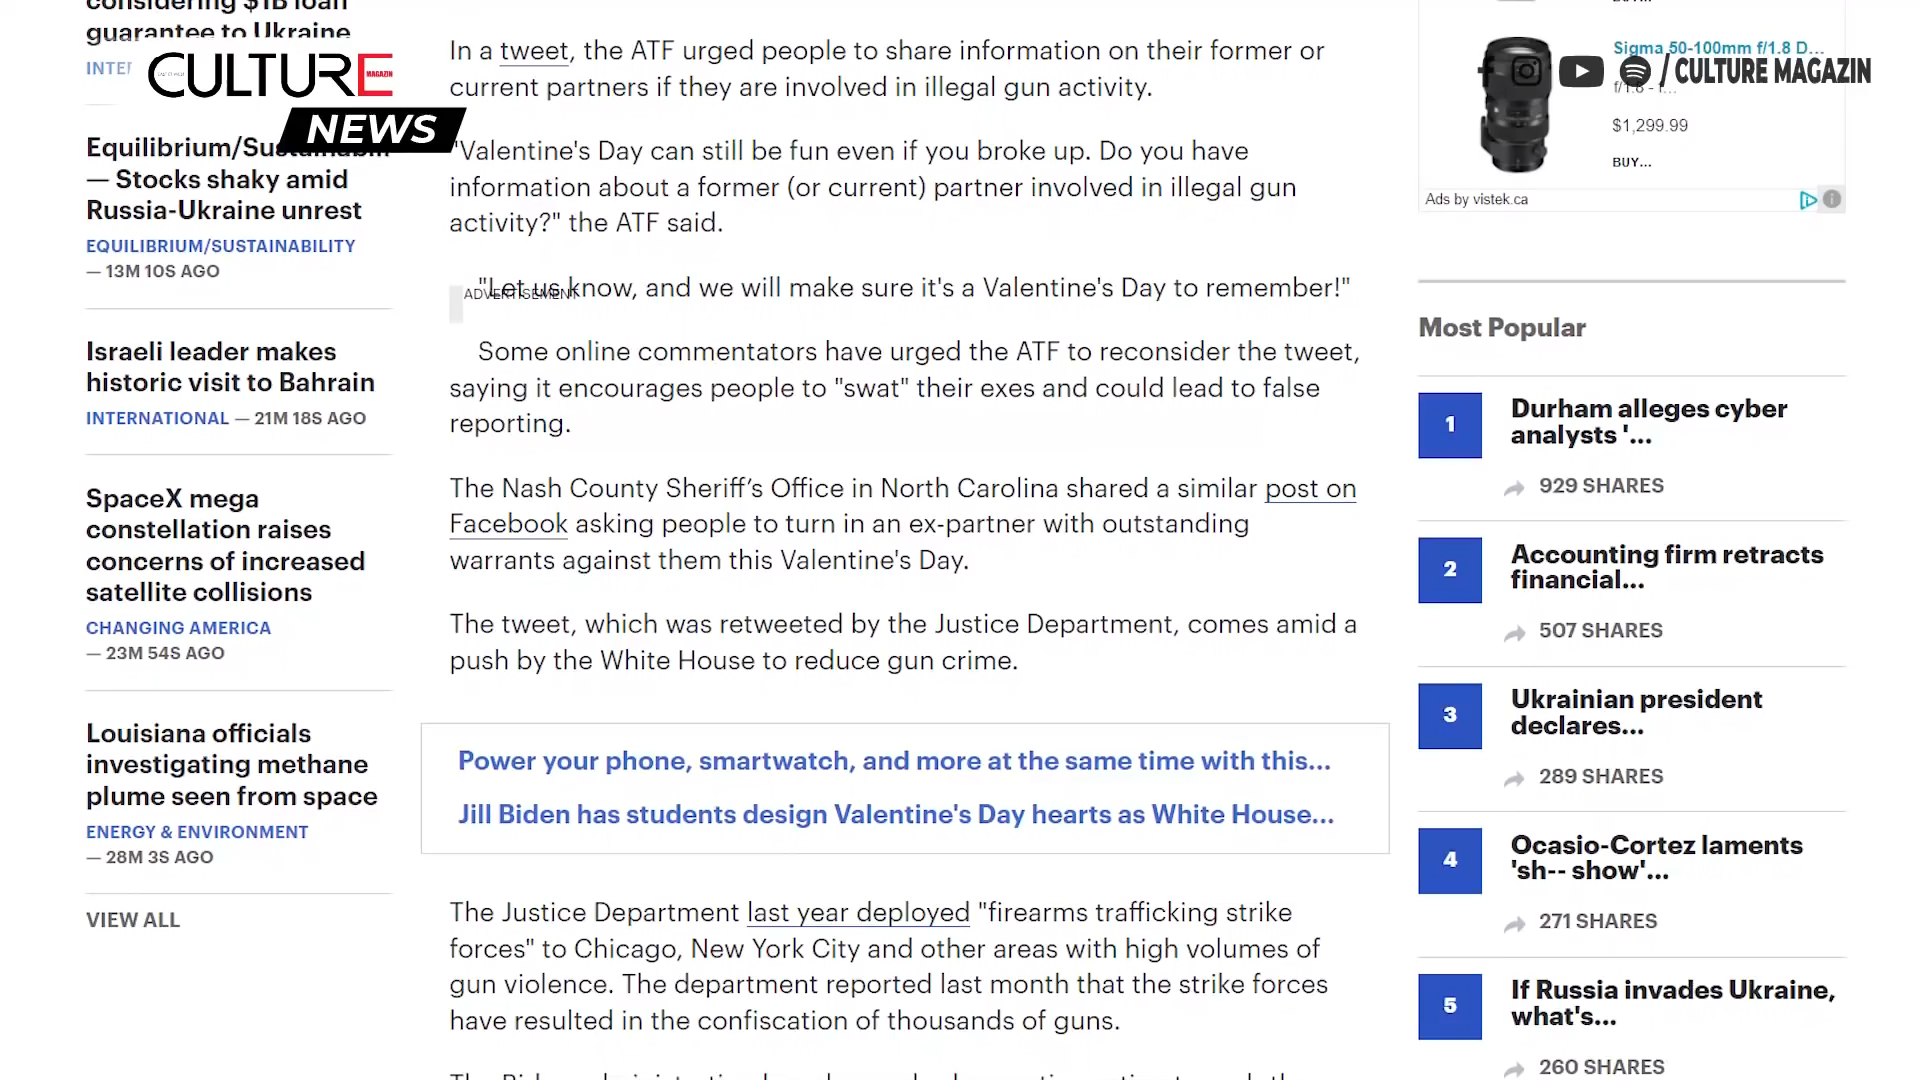 considering $1B loan
guarantee to Ukraine
CULTURE
MAGAZIN
NEWS
Equilibrium/Sustainabili
— Stocks shaky amid
Russia-Ukraine unrest
EQUILIBRIUM/SUSTAINABILITY
— 13M 10S AGO
Israeli leader makes
historic visit to Bahrain
INTERNATIONAL — 21M 18S AGO
SpaceX mega
constellation raises
concerns of increased
satellite collisions
CHANGING AMERICA
— 23M 54S AGO
Louisiana officials
investigating methane
plume seen from space
ENERGY & ENVIRONMENT
— 28M 3S AGO
VIEW ALL
In a tweet, the ATF urged people to share information on their former or
current partners if they are involved in illegal gun activity.
"Valentine's Day can still be fun even if you broke up. Do you have
information about a former (or current) partner involved in illegal gun
activity?" the ATF said.
ADVERTISEMENT
"Let us know, and we will make sure it's a Valentine's Day to remember!"
Some online commentators have urged the ATF to reconsider the tweet,
saying it encourages people to "swat" their exes and could lead to false
reporting.
The Nash County Sheriff’s Office in North Carolina shared a similar post on
Facebook asking people to turn in an ex-partner with outstanding
warrants against them this Valentine's Day.
The tweet, which was retweeted by the Justice Department, comes amid a
push by the White House to reduce gun crime.
Power your phone, smartwatch, and more at the same time with this...
Jill Biden has students design Valentine's Day hearts as White House...
The Justice Department last year deployed "firearms trafficking strike
forces" to Chicago, New York City and other areas with high volumes of
gun violence. The department reported last month that the strike forces
have resulted in the confiscation of thousands of guns.
Sigma 50-100mm f/1.8 D...
/ CULTURE MAGAZIN
$1,299.99
BUY...
Ads by vistek.ca
Most Popular
1
Durham alleges cyber
analysts '...
929 SHARES
2
Accounting firm retracts
financial...
507 SHARES
3
Ukrainian president
declares...
289 SHARES
4
Ocasio-Cortez laments
'sh-- show'...
271 SHARES
5
If Russia invades Ukraine,
what's...
260 SHARES